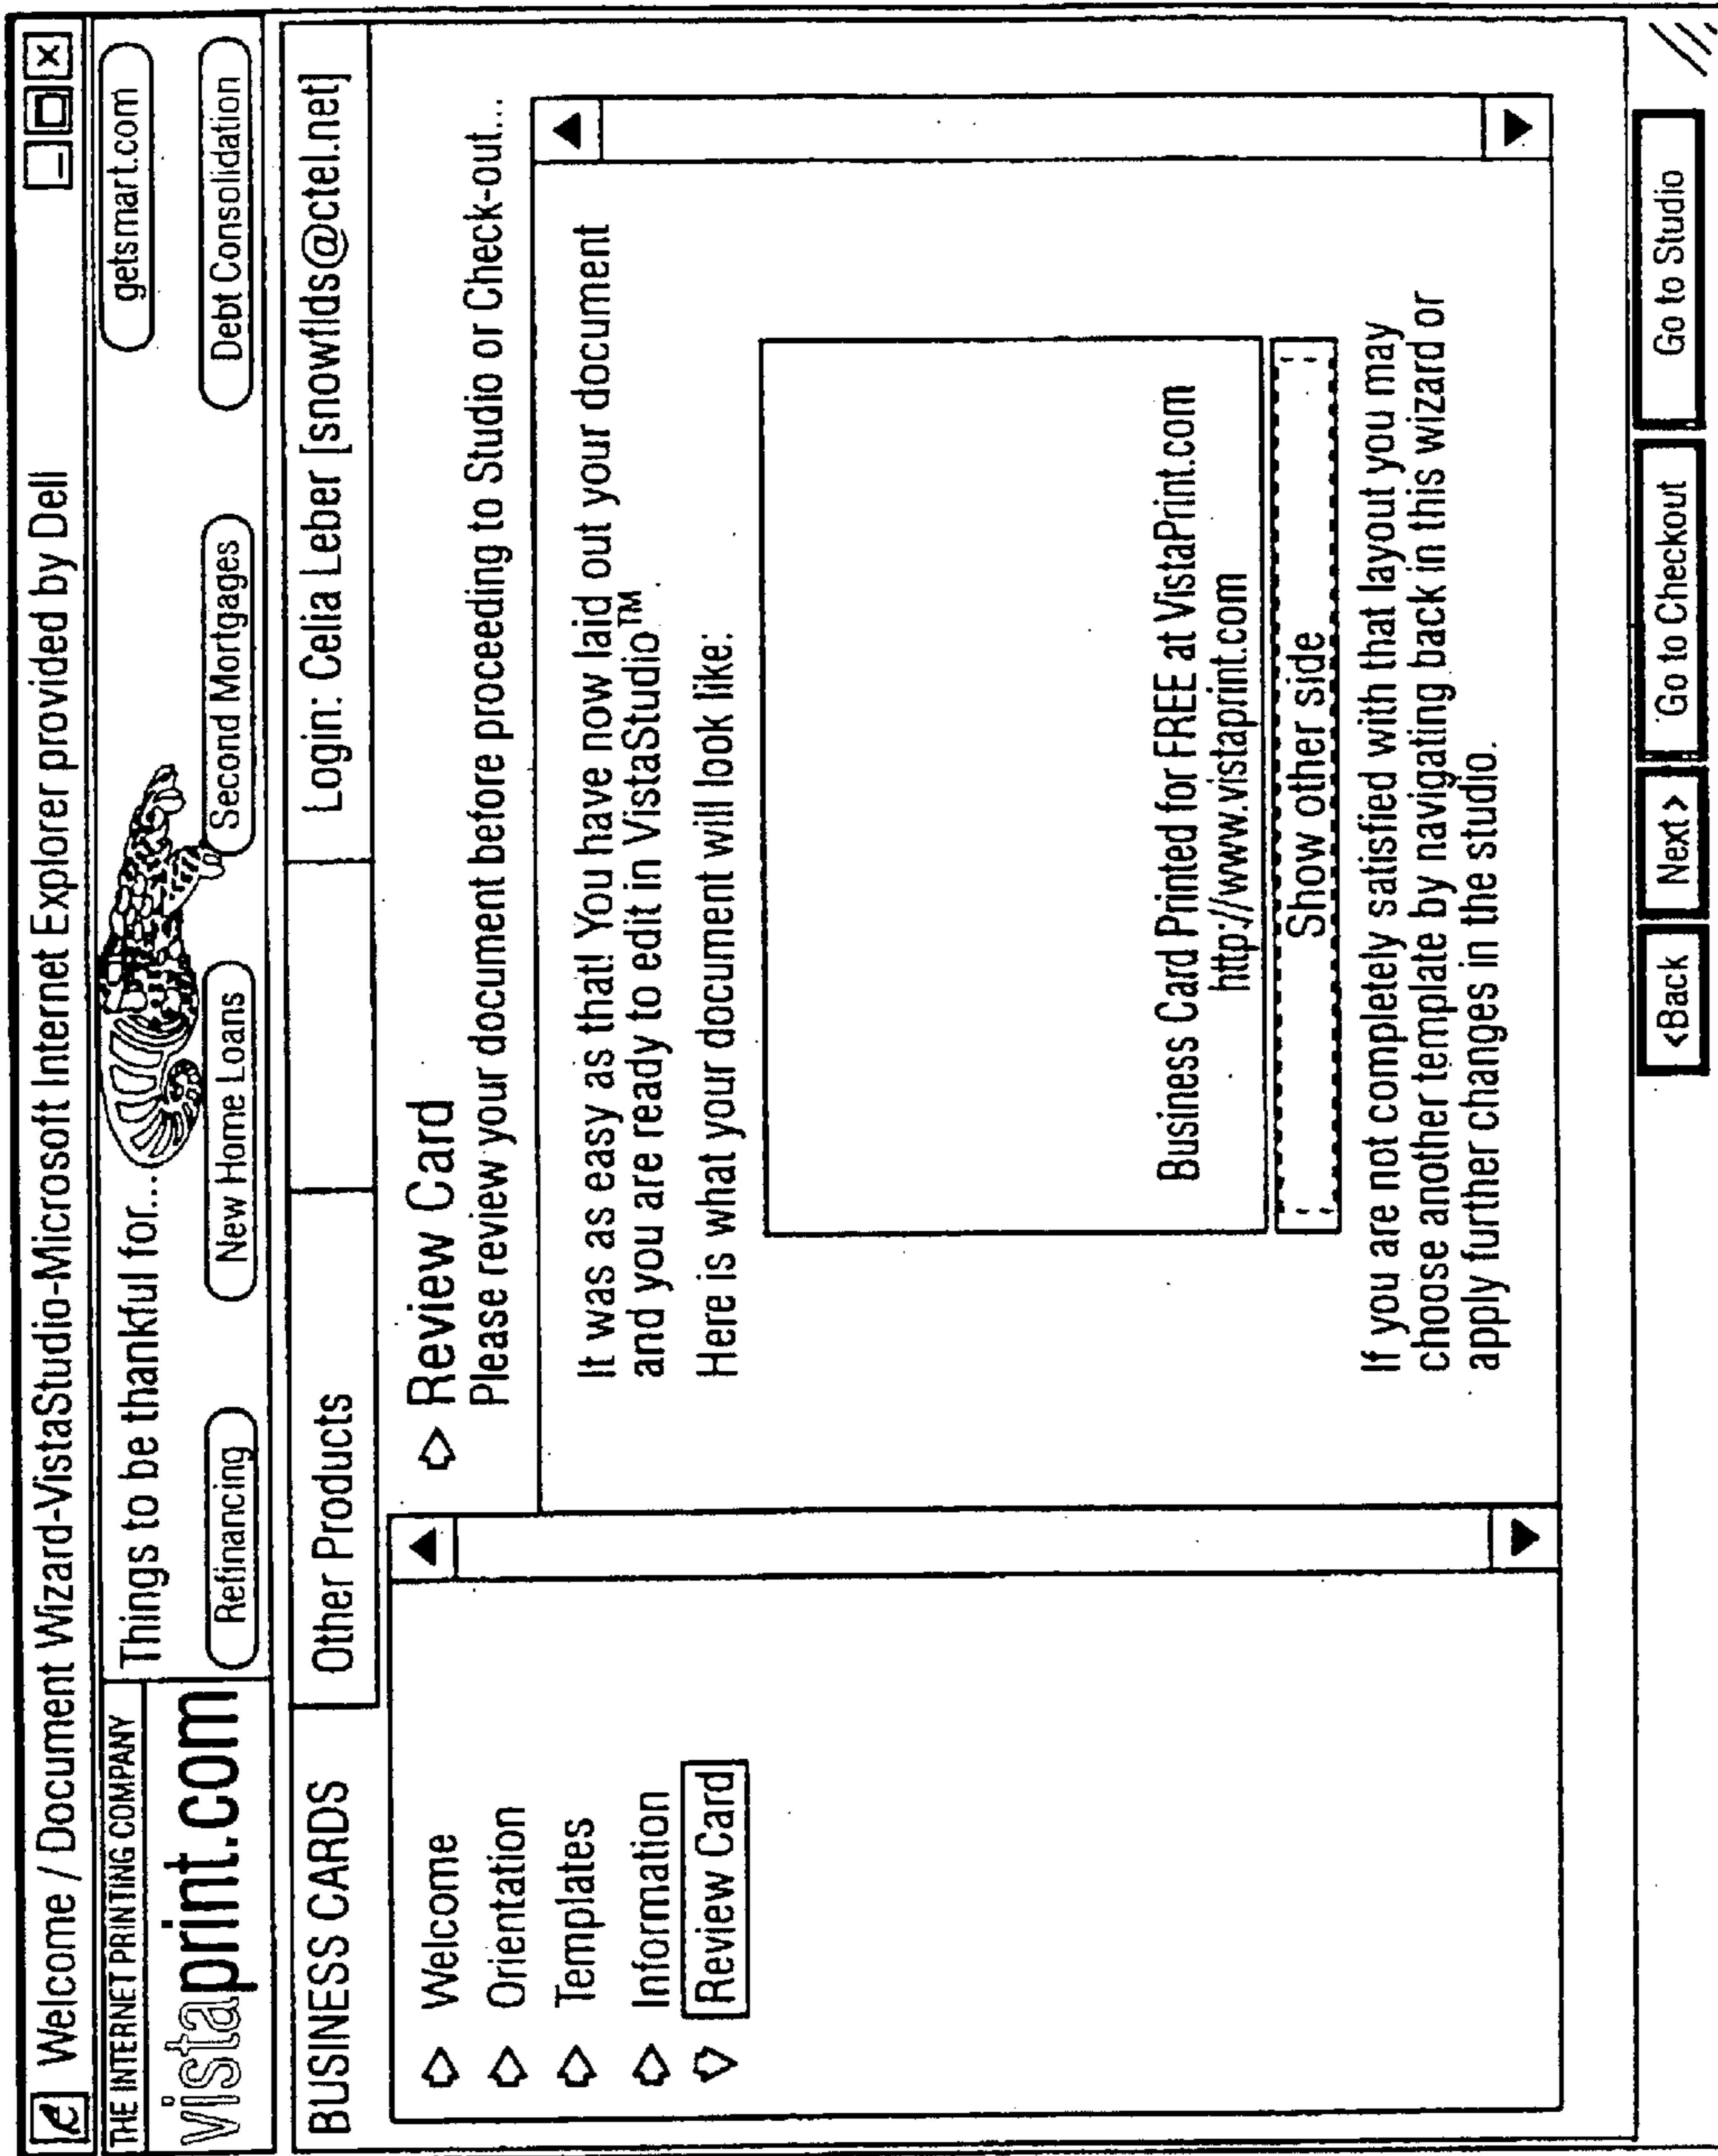 Welcome / Document Wizard-VistaStudio-Microsoft Internet Explorer provided by Dell
THE INTERNET PRINTING COMPANY
vistaprint.com
Things to be thankful for...
getsmart.com
Refinancing
New Home Loans
Second Mortgages
Debt Consolidation
BUSINESS CARDS
Other Products
Login: Celia Leber [snowflds@ctel.net]
Welcome
Orientation
Templates
Information
Review Card
Review Card
Please review your document before proceeding to Studio or Check-out...
It was as easy as that! You have now laid out your document
and you are ready to edit in VistaStudio™
Here is what your document will look like:
Business Card Printed for FREE at VistaPrint.com
http://www.vistaprint.com
Show other side
If you are not completely satisfied with that layout you may
choose another template by navigating back in this wizard or
apply further changes in the studio.
<Back
Next >
Go to Checkout
Go to Studio